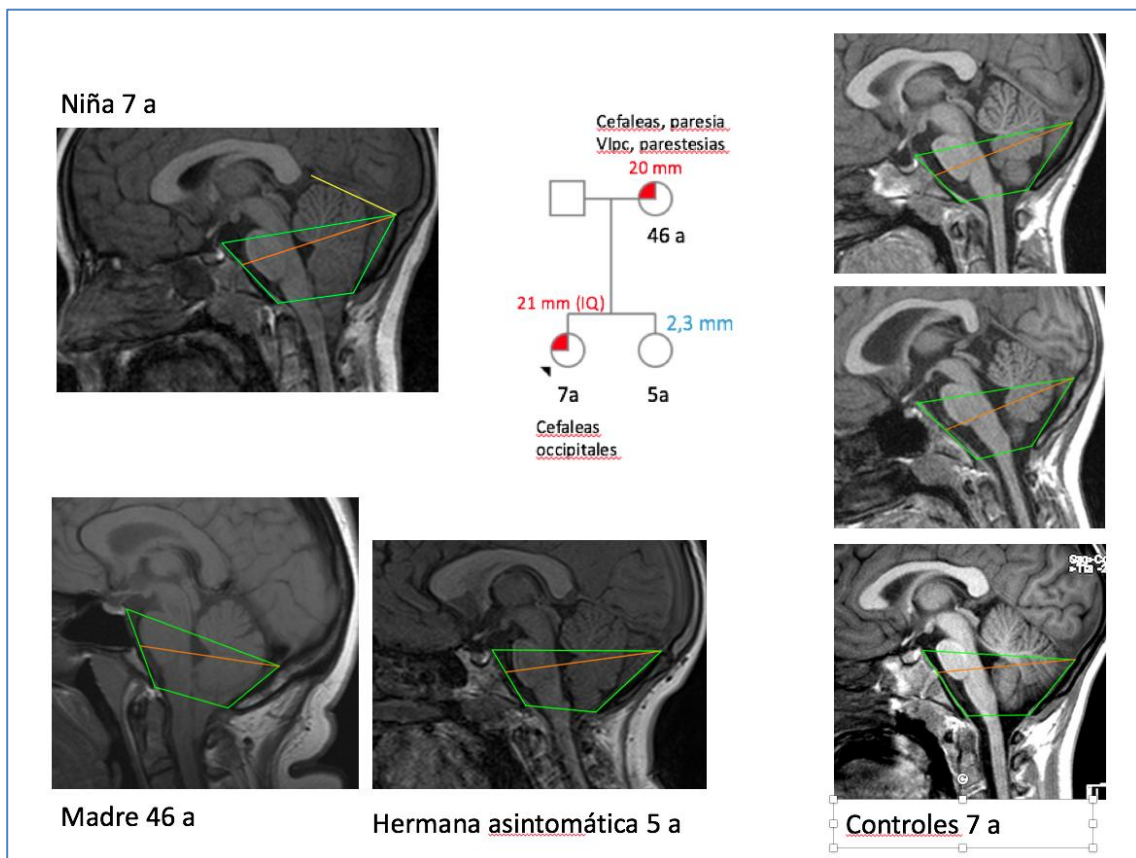 Niña 7 a
Cefaleas, paresia
VIpc, parestesias
20 mm
46 a
21 mm (IQ)
2,3 mm
7a
5a
Cefaleas
occipitales
Madre 46 a
Hermana asintomática 5 a
Controles 7 a